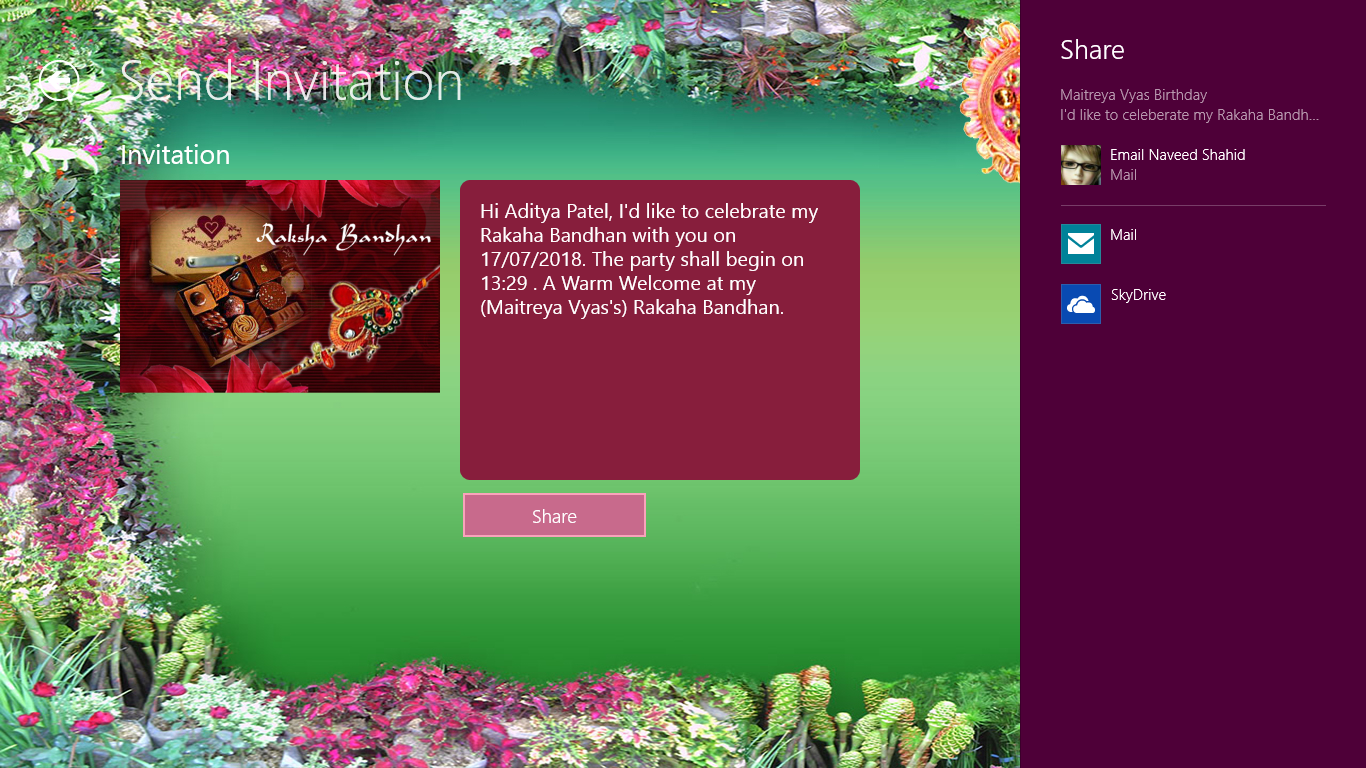 Send Invitation
Invitation
Raksha Bandhan
Hi Aditya Patel, I'd like to celebrate my
Rakaha Bandhan with you on
17/07/2018. The party shall begin on
13:29 . A Warm Welcome at my
(Maitreya Vyas's) Rakaha Bandhan.
Share
Share
Maitreya Vyas Birthday
I'd like to celeberate my Rakaha Bandh...
Email Naveed Shahid
Mail
Mail
SkyDrive